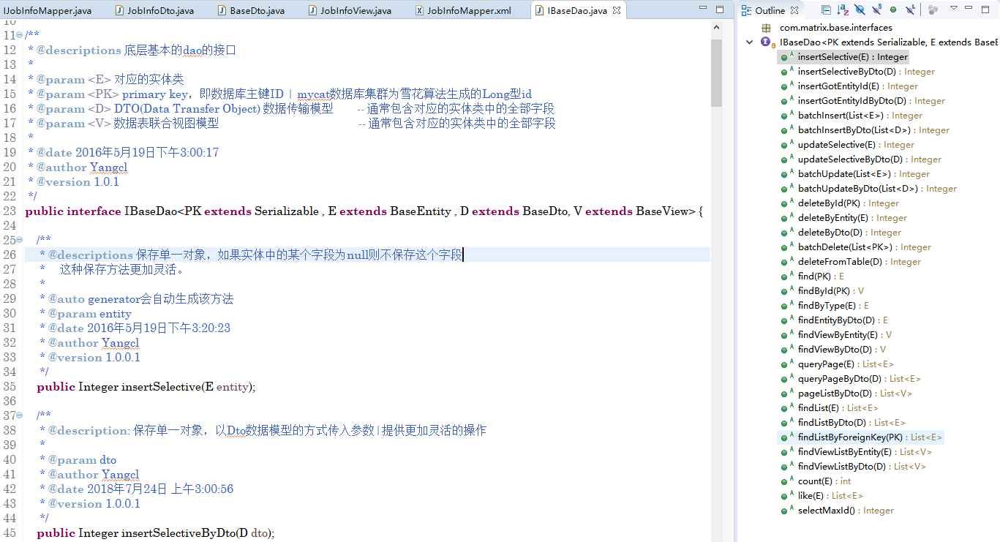 IJobInfoMapper.java
JobInfoDto.java
BaseDto.java
JobInfoView.java
JobInfoMapper.xml
IBaseDao.java
10
11 /**
12 * @descriptions 底层基本的dao的接口
13 *
14 * @param <E> 对应的实体类
15 * @param <PK> primary key，即数据库主键ID | mycat数据库集群为雪花算法生成的Long型id
16 * @param <D> DTO(Data Transfer Object) 数据传输模型 -- 通常包含对应的实体类中的全部字段
17 * @param <V> 数据表联合视图模型 -- 通常包含对应的实体类中的全部字段
18 *
19 * @date 2016年5月19日下午3:00:17
20 * @author Yangcl
21 * @version 1.0.1
22 */
23 public interface IBaseDao<PK extends Serializable , E extends BaseEntity , D extends BaseDto, V extends BaseView> {
24
25 /**
26 * @descriptions 保存单一对象，如果实体中的某个字段为null则不保存这个字段
27 * 这种保存方法更加灵活。
28 *
29 * @auto generator会自动生成该方法
30 * @param entity
31 * @date 2016年5月19日下午3:20:23
32 * @author Yangcl
33 * @version 1.0.0.1
34 */
35 public Integer insertSelective(E entity);
36
37 /**
38 * @description: 保存单一对象，以Dto数据模型的方式传入参数|提供更加灵活的操作
39 *
40 * @param dto
41 * @author Yangcl
42 * @date 2018年7月24日 上午3:00:56
43 * @version 1.0.0.1
44 */
45 public Integer insertSelectiveByDto(D dto);
Outline
com.matrix.base.interfaces
IBaseDao<PK extends Serializable, E extends BaseE
insertSelective(E) : Integer
insertSelectiveByDto(D) : Integer
insertGotEntityId(E) : Integer
insertGotEntityIdByDto(D) : Integer
batchInsert(List<E>) : Integer
batchInsertByDto(List<D>) : Integer
updateSelective(E) : Integer
updateSelectiveByDto(D) : Integer
batchUpdate(List<E>) : Integer
batchUpdateByDto(List<D>) : Integer
deleteById(PK) : Integer
deleteByEntity(E) : Integer
deleteByDto(D) : Integer
batchDelete(List<PK>) : Integer
deleteFromTable(D) : Integer
find(PK) : E
findById(PK) : V
findByType(E) : E
findEntityByDto(D) : E
findViewByEntity(E) : V
findViewByDto(D) : V
queryPage(E) : List<E>
queryPageByDto(D) : List<E>
pageListByDto(D) : List<V>
findList(E) : List<E>
findListByDto(D) : List<E>
findListByForeignKey(PK) : List<E>
findViewListByEntity(E) : List<V>
findViewListByDto(D) : List<V>
count(E) : int
like(E) : List<E>
selectMaxId() : Integer